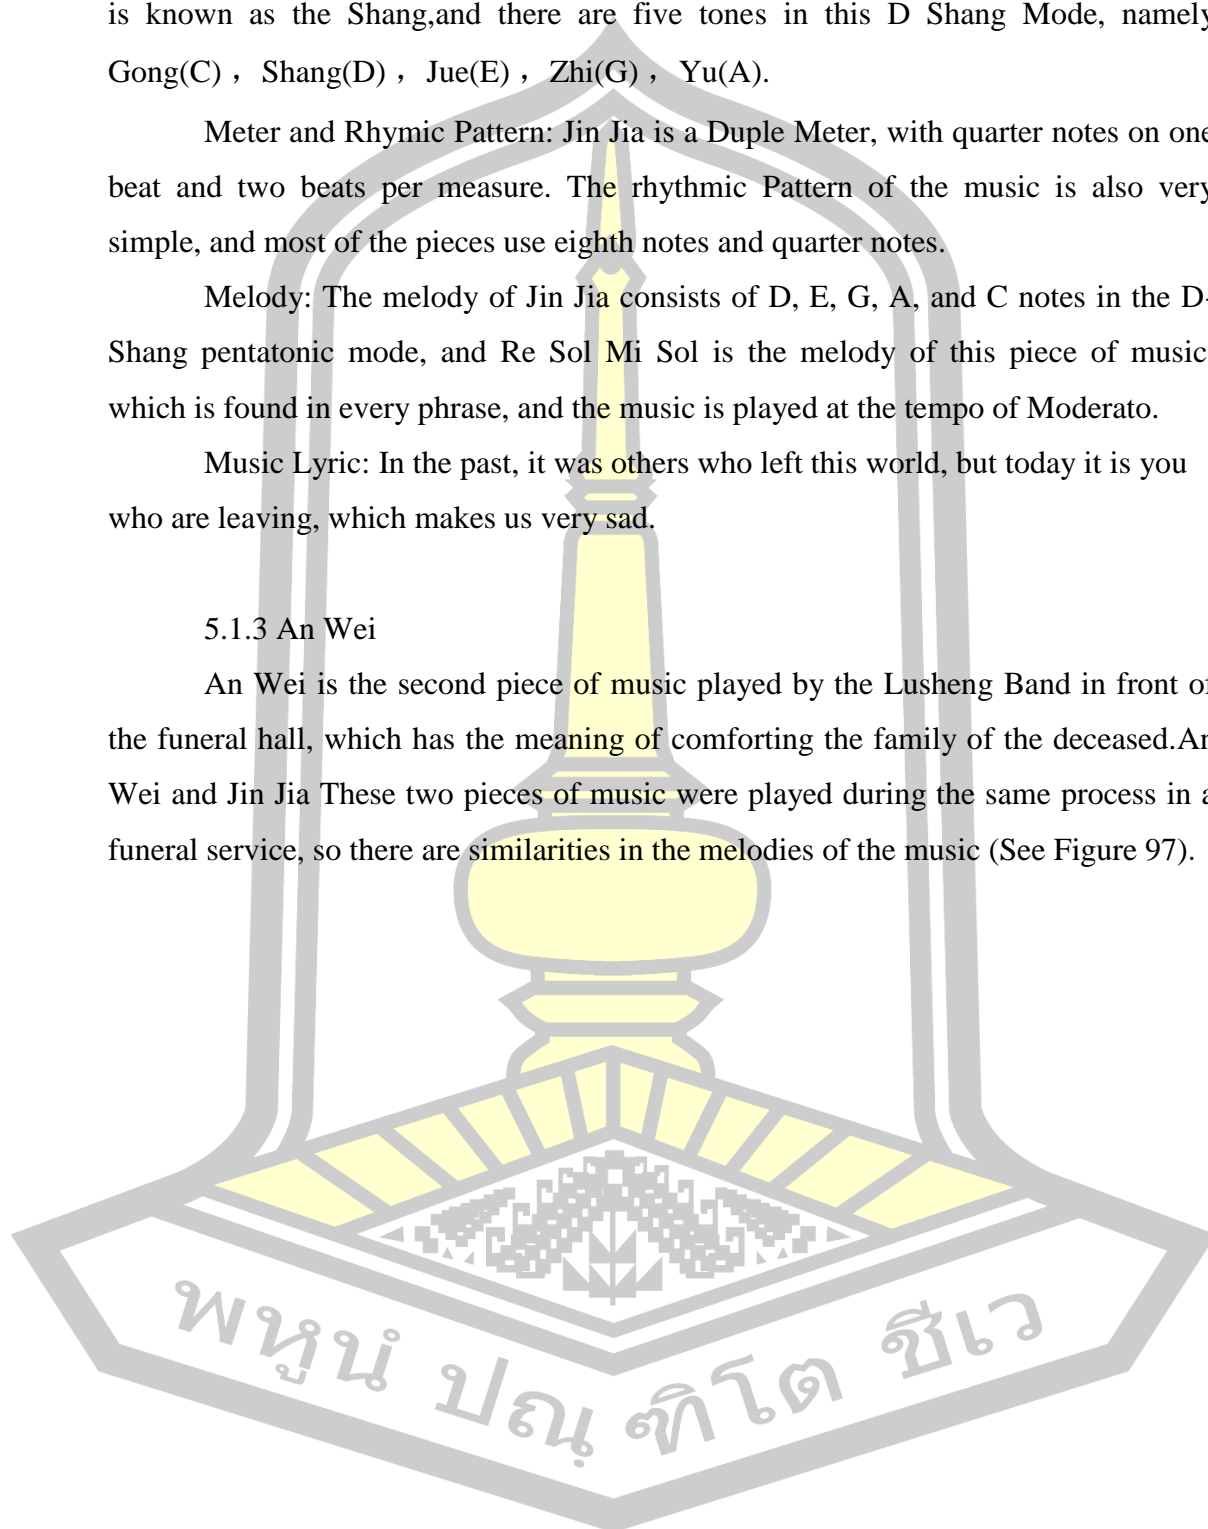 is known as the Shang,and there are five tones in this D Shang Mode, namely
Gong(C) ，Shang(D) ，Jue(E) ，Zhi(G) ，Yu(A).
Meter and Rhymic Pattern: Jin Jia is a Duple Meter, with quarter notes on one
beat and two beats per measure. The rhythmic Pattern of the music is also very
simple, and most of the pieces use eighth notes and quarter notes.
Melody: The melody of Jin Jia consists of D, E, G, A, and C notes in the D-
Shang pentatonic mode, and Re Sol Mi Sol is the melody of this piece of music
which is found in every phrase, and the music is played at the tempo of Moderato.
Music Lyric: In the past, it was others who left this world, but today it is you
who are leaving, which makes us very sad.
5.1.3 An Wei
An Wei is the second piece of music played by the Lusheng Band in front of
the funeral hall, which has the meaning of comforting the family of the deceased.An
Wei and Jin Jia These two pieces of music were played during the same process in a
funeral service, so there are similarities in the melodies of the music (See Figure 97).
พหูนํ ปณฺฑิโต ชีเว